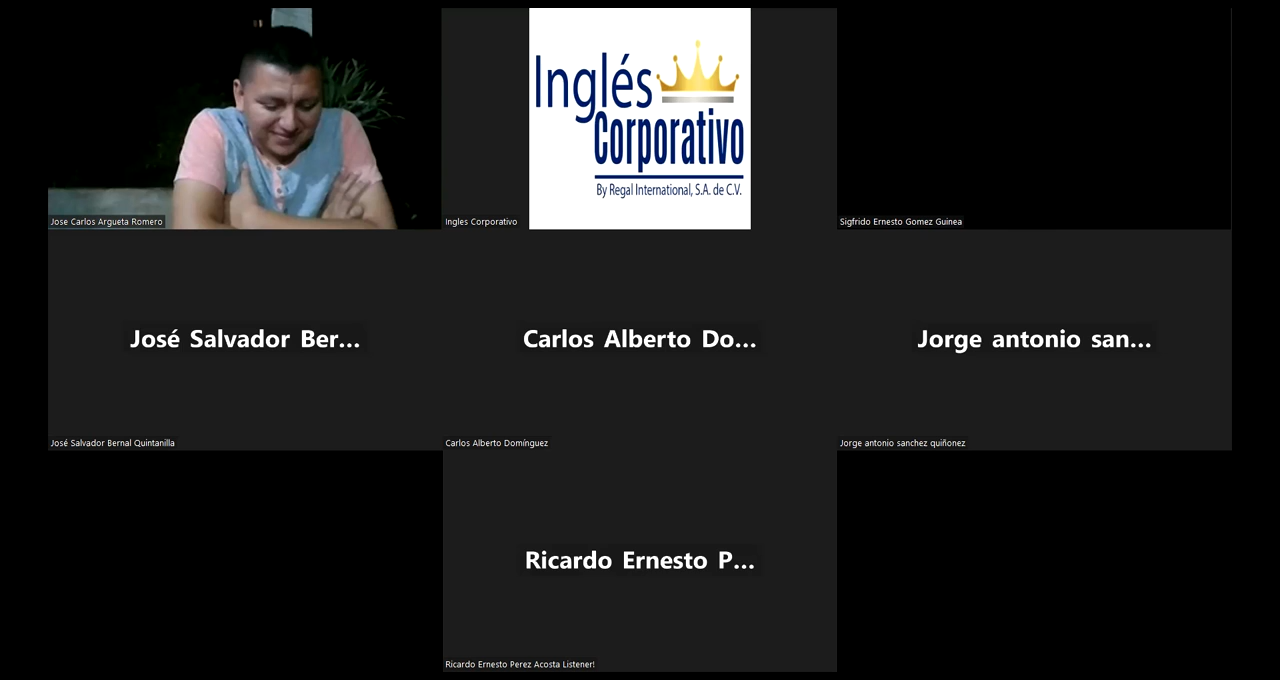 Inglés
Corporativo
By Regal International, S.A. de C.V.
Jose Carlos Argueta Romero
Ingles Corporativo
Sigfrido Ernesto Gomez Guinea
José Salvador Ber...
Carlos Alberto Do...
Jorge antonio san...
José Salvador Bernal Quintanilla
Carlos Alberto Domínguez
Jorge antonio sanchez quiñonez
Ricardo Ernesto P...
Ricardo Ernesto Perez Acosta Listener!